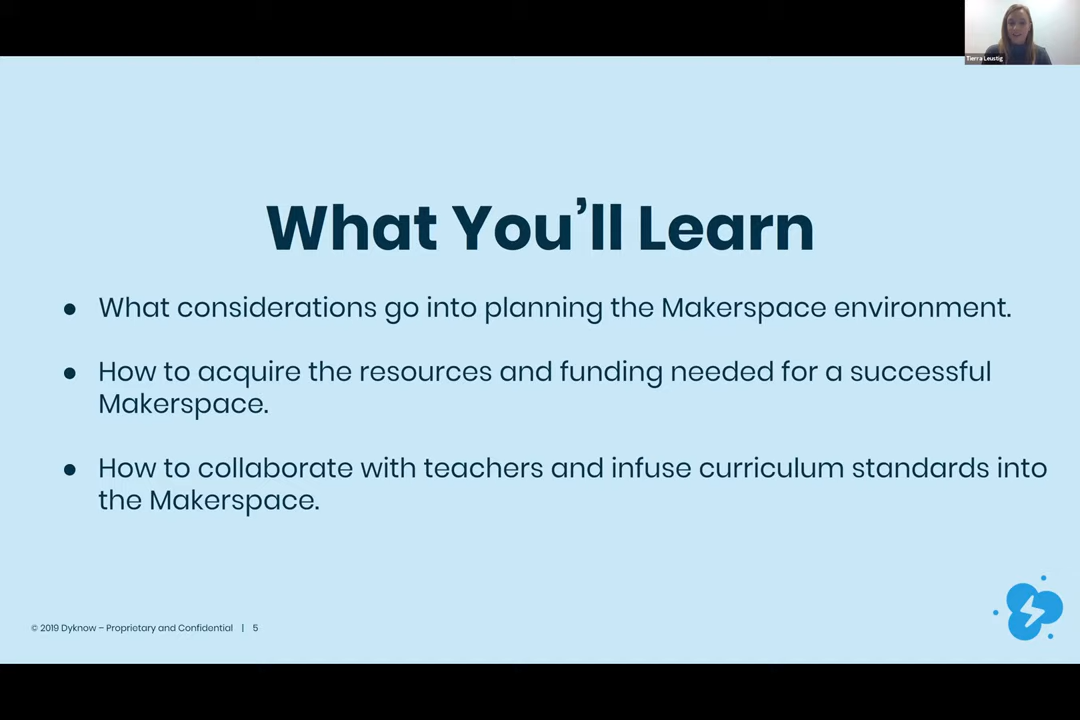 Tierra Leustig
What You’ll Learn
● What considerations go into planning the Makerspace environment.
● How to acquire the resources and funding needed for a successful
Makerspace.
● How to collaborate with teachers and infuse curriculum standards into
the Makerspace.
© 2019 Dyknow – Proprietary and Confidential | 5